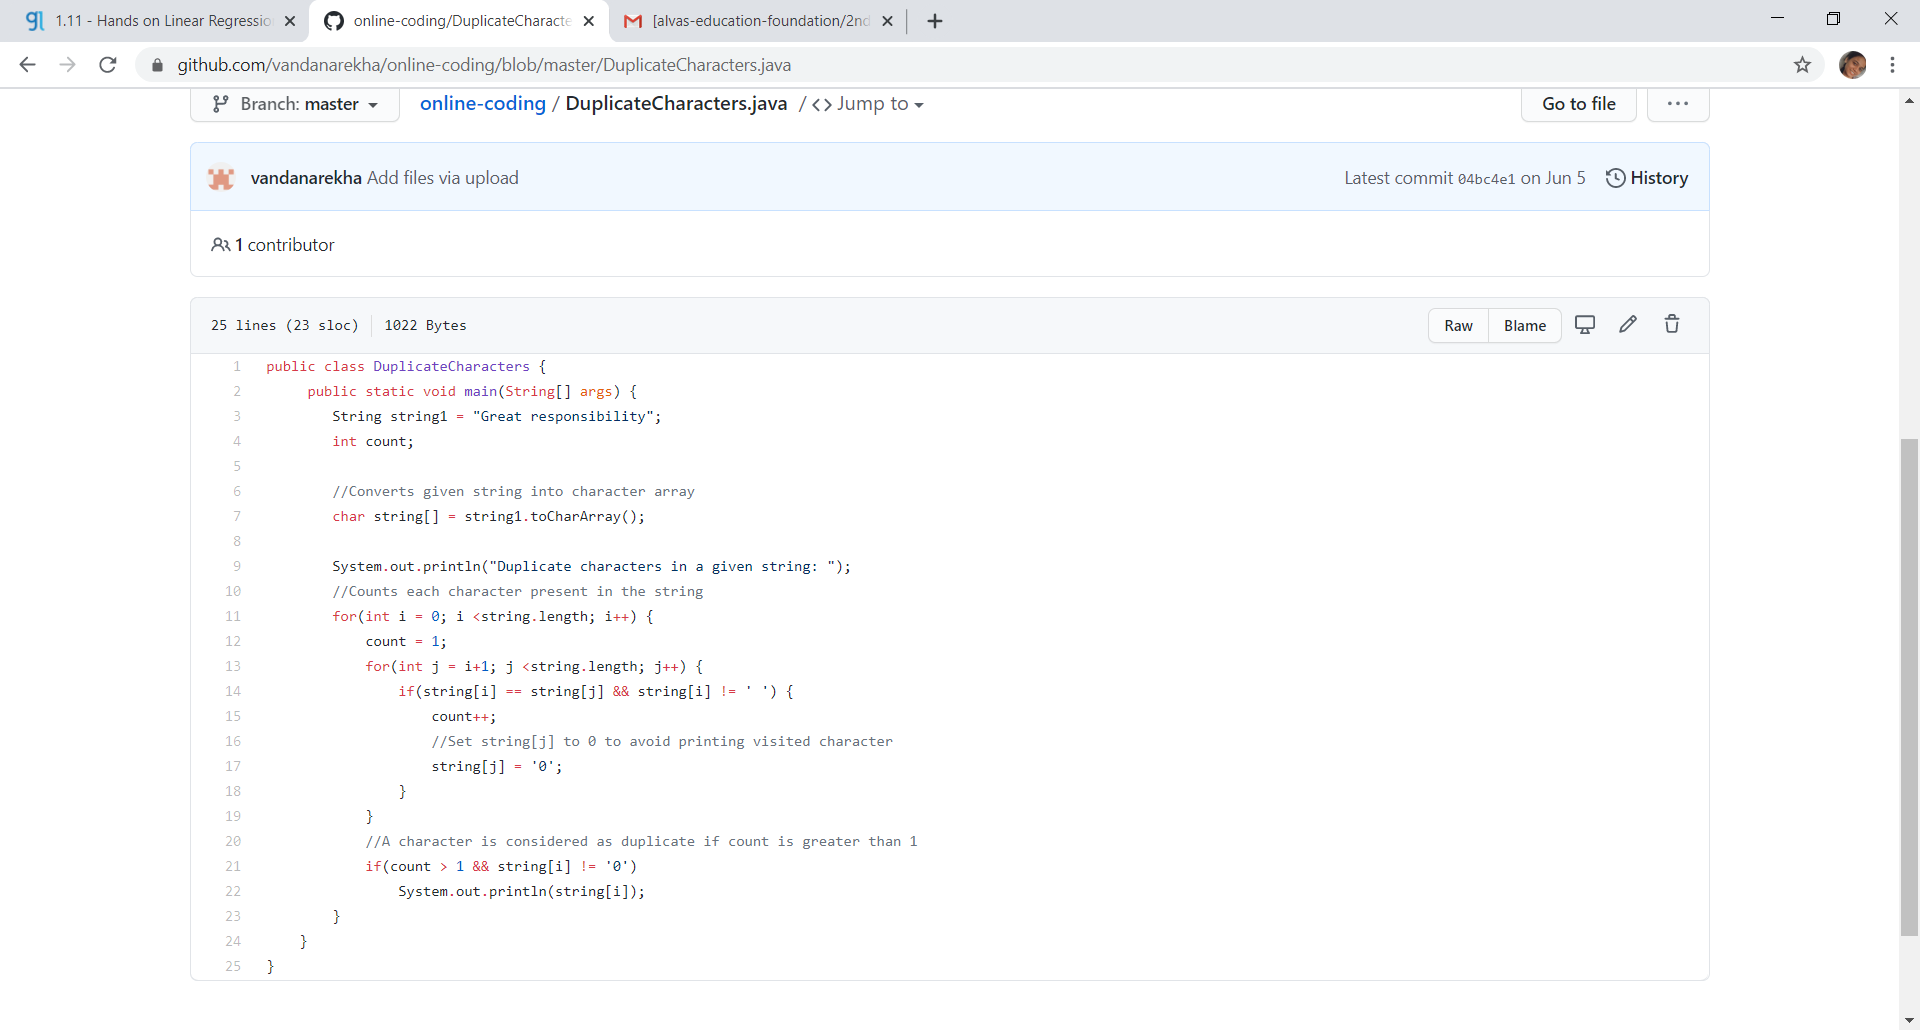 1.11 - Hands on Linear Regressio
online-coding/DuplicateCharacte
[alvas-education-foundation/2nd
github.com/vandanarekha/online-coding/blob/master/DuplicateCharacters.java
Branch: master
online-coding / DuplicateCharacters.java / <> Jump to
Go to file
...
vandanarekha Add files via upload
Latest commit 04bc4e1 on Jun 5
History
1 contributor
25 lines (23 sloc) | 1022 Bytes
Raw
Blame
1 public class DuplicateCharacters {
2 public static void main(String[] args) {
3 String string1 = "Great responsibility";
4 int count;
5
6 //Converts given string into character array
7 char string[] = string1.toCharArray();
8
9 System.out.println("Duplicate characters in a given string: ");
10 //Counts each character present in the string
11 for(int i = 0; i <string.length; i++) {
12 count = 1;
13 for(int j = i+1; j <string.length; j++) {
14 if(string[i] == string[j] && string[i] != ' ') {
15 count++;
16 //Set string[j] to 0 to avoid printing visited character
17 string[j] = '0';
18 }
19 }
20 //A character is considered as duplicate if count is greater than 1
21 if(count > 1 && string[i] != '0')
22 System.out.println(string[i]);
23 }
24 }
25 }